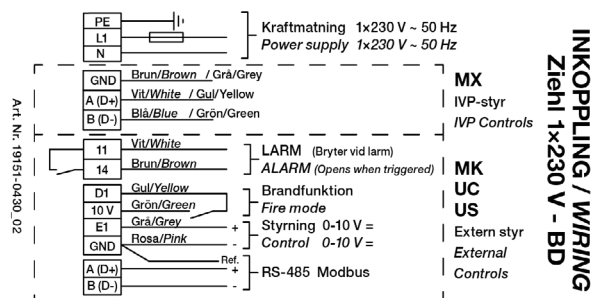 INKOPPLING / WIRING
Ziehl 1×230 V - BD
PE
L1
N
Kraftmatning 1×230 V ~ 50 Hz
Power supply 1×230 V ~ 50 Hz
GND Brun/Brown / Grå/Grey
A (D+) Vit/White / Gul/Yellow
B (D-) Blå/Blue / Grön/Green
MX
IVP-styr
IVP Controls
11 Vit/White
14 Brun/Brown
LARM (Bryter vid larm)
ALARM (Opens when triggered)
D1 Gul/Yellow
10 V Grön/Green
Brandfunktion
Fire mode
E1 Grå/Grey +
GND Rosa/Pink -
Styrning 0-10 V =
Control 0-10 V =
Ref.
A (D+) +
B (D-) -
RS-485 Modbus
MK
UC
US
Extern styr
External
Controls
Art. Nr. 19151-0430_02